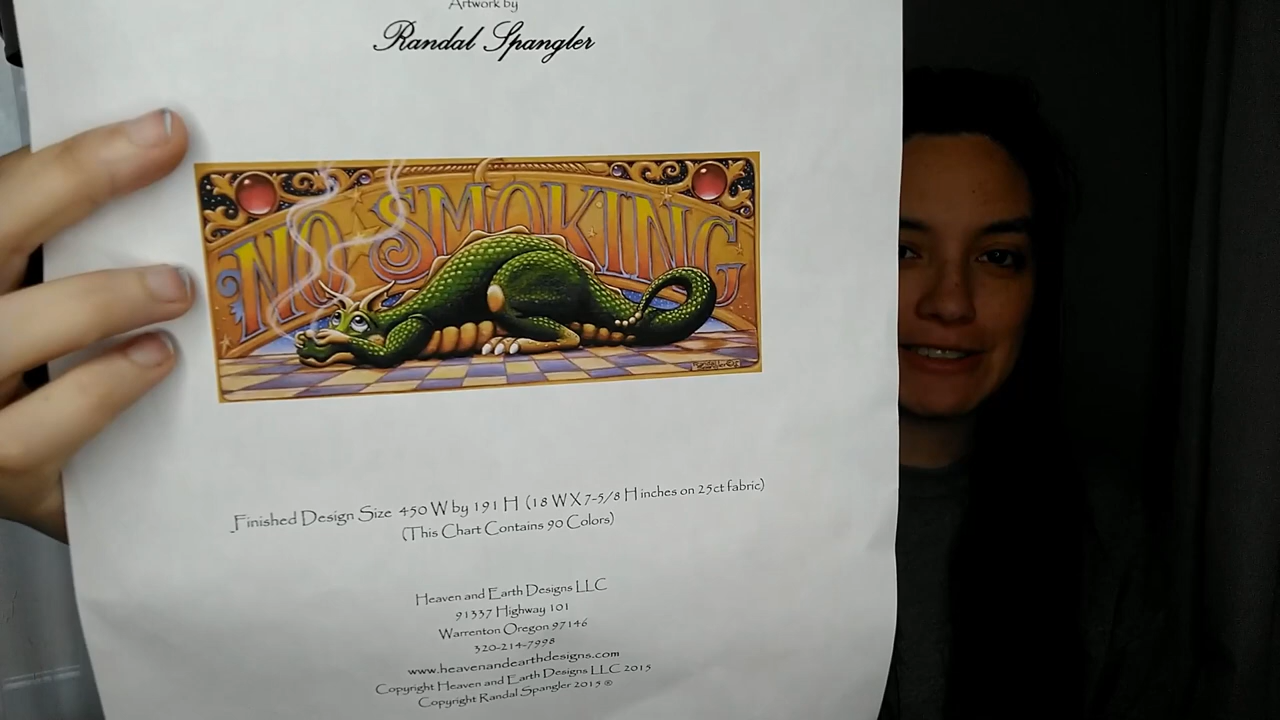 Artwork by
Randal Spangler
NO SMOKING
Finished Design Size 450 W by 191 H (18 W X 7-5/8 H inches on 25ct fabric)
(This Chart Contains 90 Colors)
Heaven and Earth Designs LLC
91337 Highway 101
Warrenton Oregon 97146
320-214-7998
www.heavenandearthdesigns.com
Copyright Heaven and Earth Designs LLC 2015
Copyright Randal Spangler 2015 ®